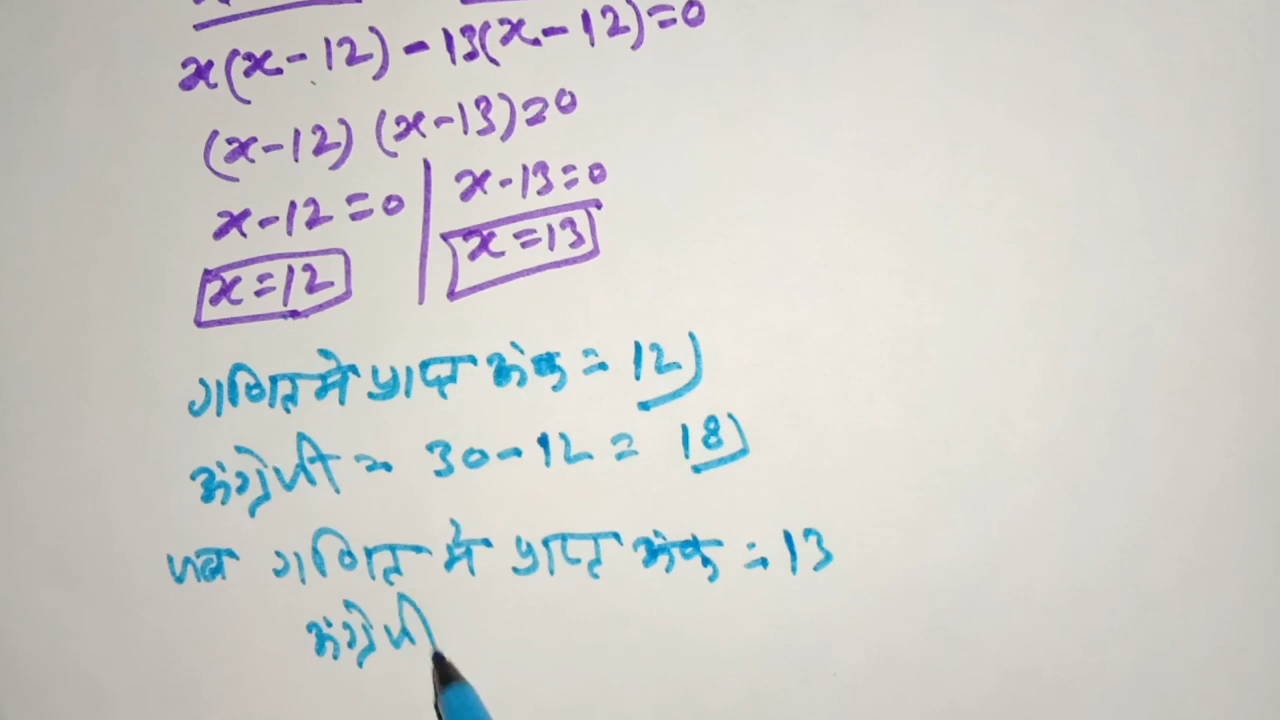 x(x-12) - 13(x-12)=0
(x-12) (x-13)=0
x-12=0 x-13=0
x=12 x=13
गणित में प्राप्त अंक = 12
अंग्रेजी = 30-12 = 18
जब गणित में प्राप्त अंक = 13
अंग्रेजी